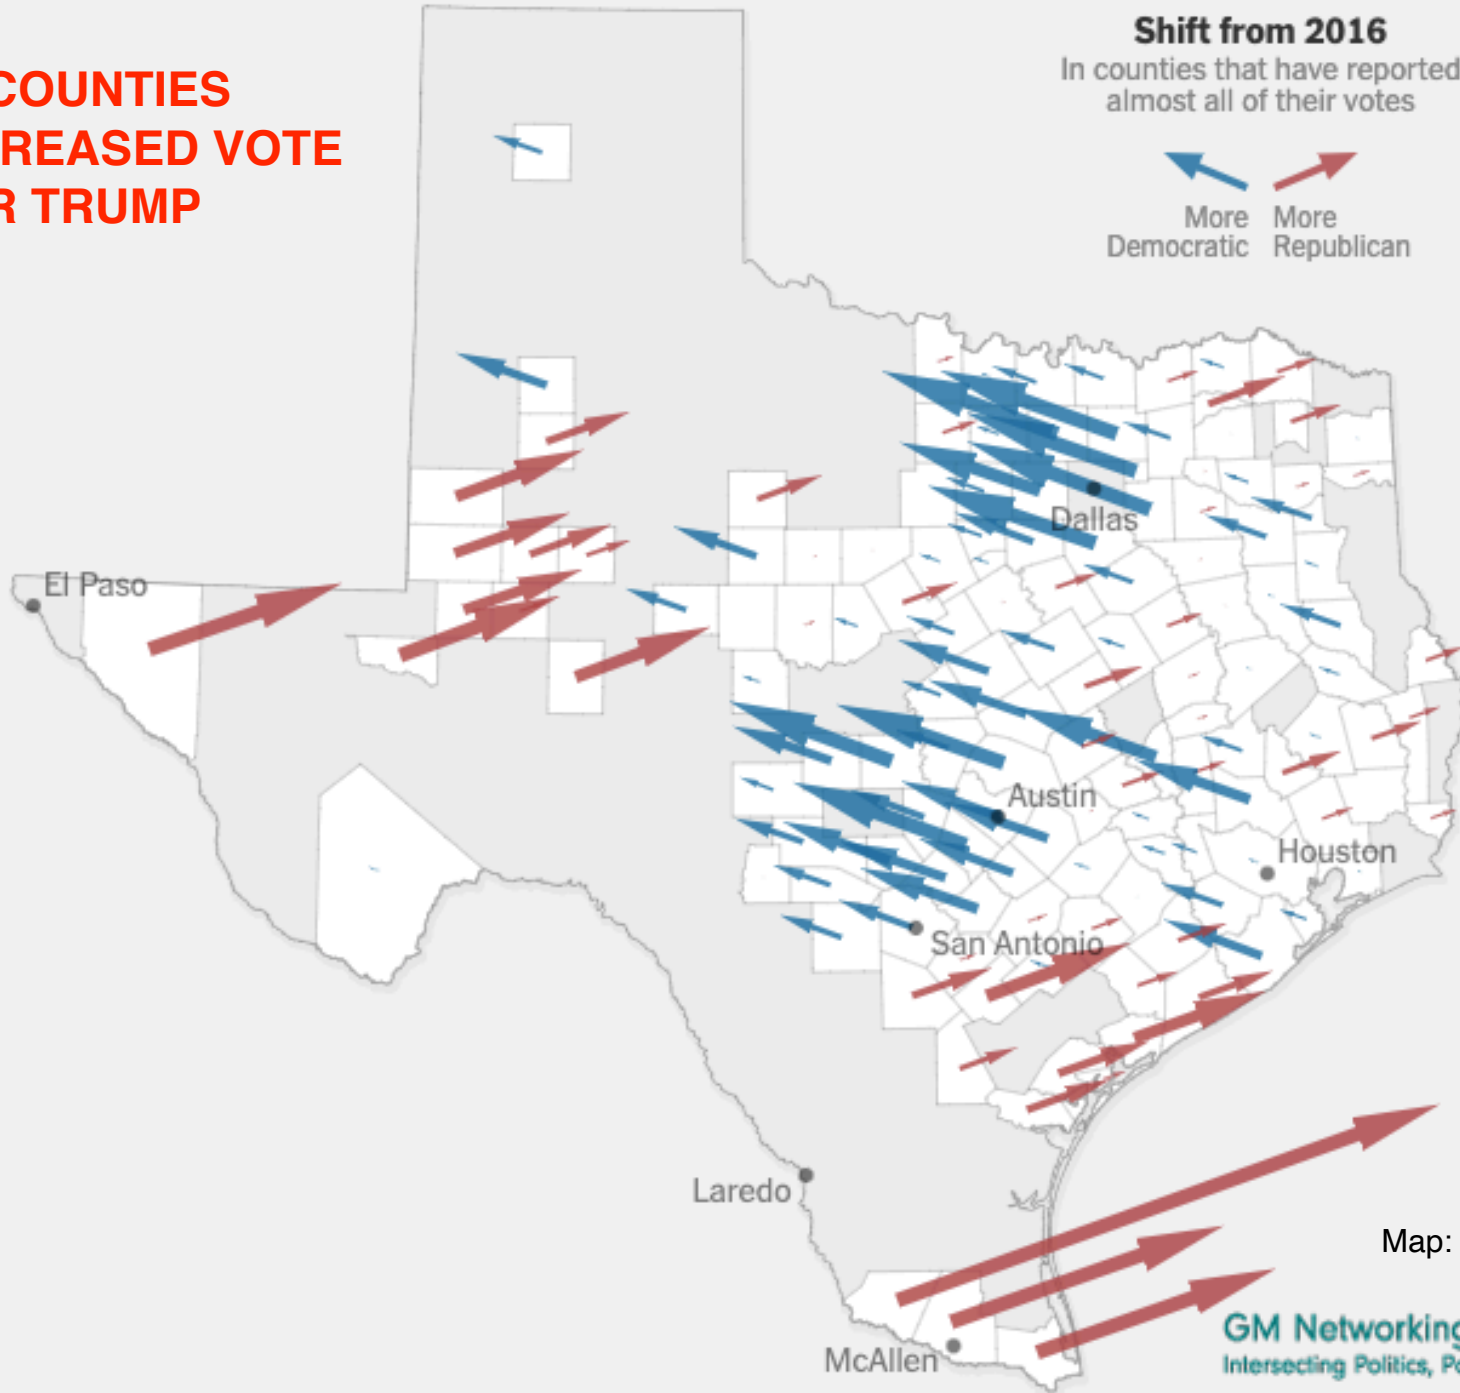 COUNTIES
REASED VOTE
R TRUMP
Shift from 2016
In counties that have reported
almost all of their votes
More More
Democratic Republican
Dallas
El Paso
Austin
Houston
San Antonio
Laredo
Map:
GM Networking
Intersecting Politics, Po
McAllen